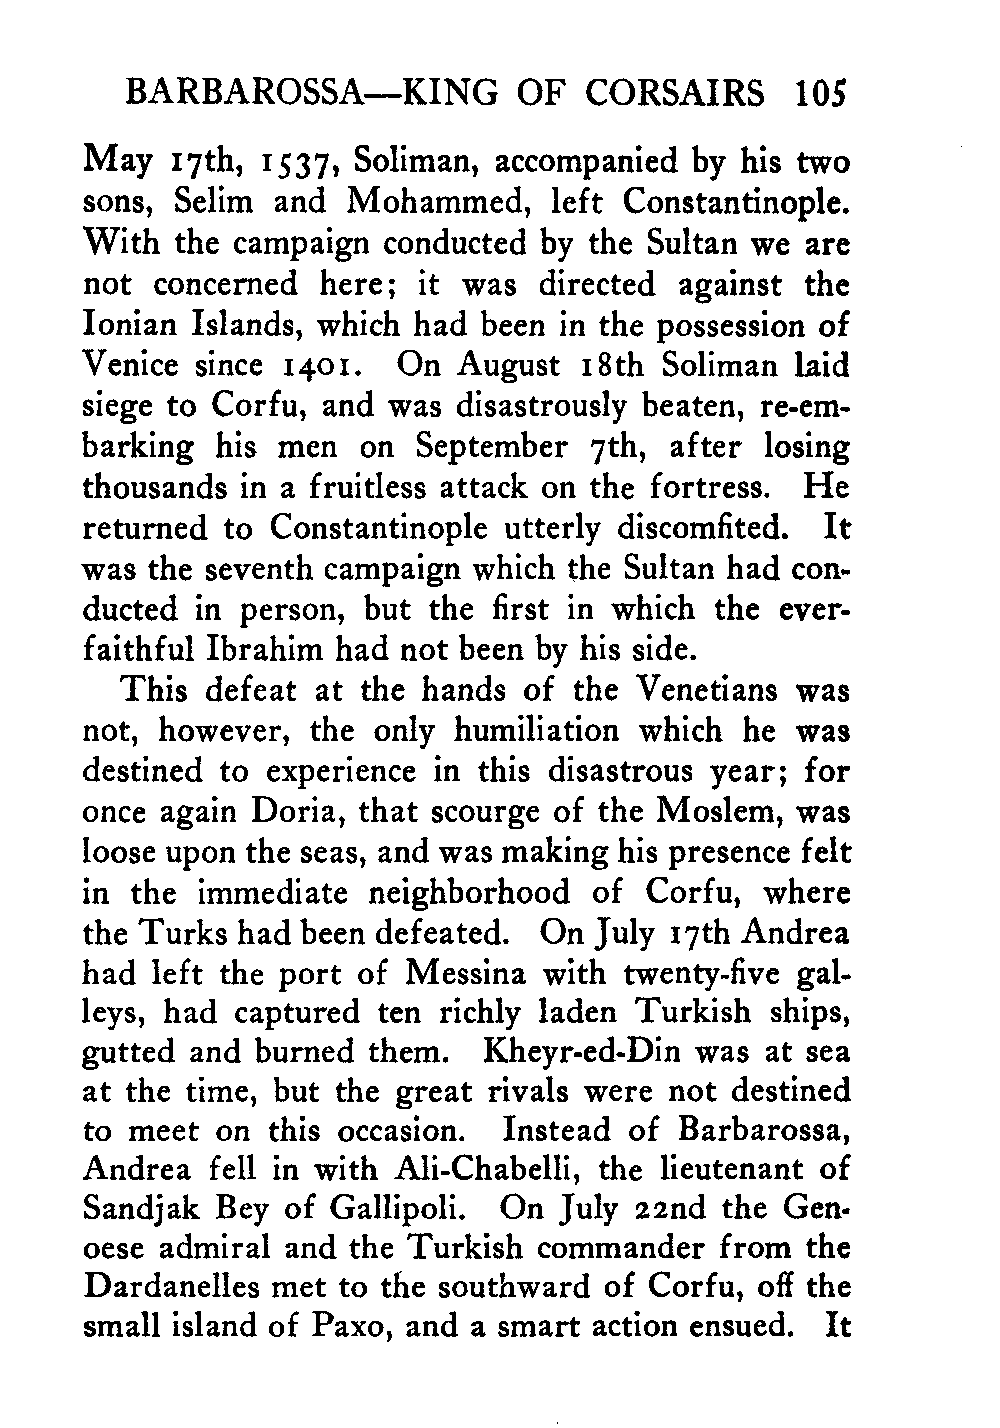 BARBAROSSA—KING OF CORSAIRS 105
May 17th, 1537, Soliman, accompanied by his two
sons, Selim and Mohammed, left Constantinople.
With the campaign conducted by the Sultan we are
not concerned here; it was directed against the
Ionian Islands, which had been in the possession of
Venice since 1401. On August 18th Soliman laid
siege to Corfu, and was disastrously beaten, re-em-
barking his men on September 7th, after losing
thousands in a fruitless attack on the fortress. He
returned to Constantinople utterly discomfited. It
was the seventh campaign which the Sultan had con-
ducted in person, but the first in which the ever-
faithful Ibrahim had not been by his side.
This defeat at the hands of the Venetians was
not, however, the only humiliation which he was
destined to experience in this disastrous year; for
once again Doria, that scourge of the Moslem, was
loose upon the seas, and was making his presence felt
in the immediate neighborhood of Corfu, where
the Turks had been defeated. On July 17th Andrea
had left the port of Messina with twenty-five gal-
leys, had captured ten richly laden Turkish ships,
gutted and burned them. Kheyr-ed-Din was at sea
at the time, but the great rivals were not destined
to meet on this occasion. Instead of Barbarossa,
Andrea fell in with Ali-Chabelli, the lieutenant of
Sandjak Bey of Gallipoli. On July 22nd the Gen-
oese admiral and the Turkish commander from the
Dardanelles met to the southward of Corfu, off the
small island of Paxo, and a smart action ensued. It